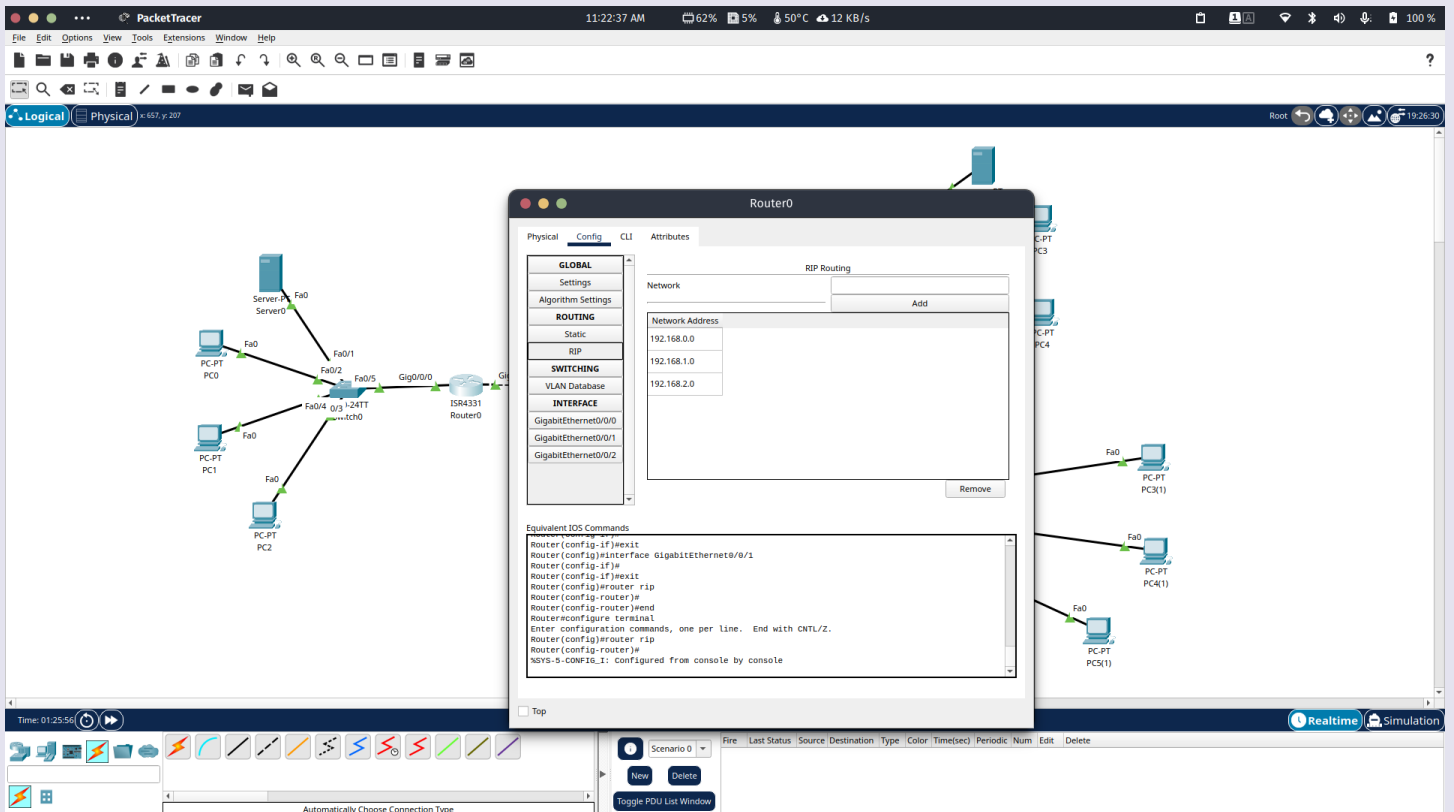 PacketTracer
11:22:37 AM
62%
5%
50°C
12 KB/s
1
A
100 %
File Edit Options View Tools Extensions Window Help
?
Logical
Physical
x: 657, y: 207
Root
19:26:30
Server-PT
Server0
Fa0
Fa0
PC-PT
PC0
Fa0/1
Fa0/2
Fa0/5
Gig0/0/0
Fa0/4
0/3
-24TT
ISR4331
Router0
Fa0
PC-PT
PC1
Fa0
PC-PT
PC2
Router0
Physical Config CLI Attributes
GLOBAL
Settings
Algorithm Settings
ROUTING
Static
RIP
SWITCHING
VLAN Database
INTERFACE
GigabitEthernet0/0/0
GigabitEthernet0/0/1
GigabitEthernet0/0/2
RIP Routing
Network
Add
Network Address
192.168.0.0
192.168.1.0
192.168.2.0
Remove
Equivalent IOS Commands
Router(config-if)#exit
Router(config)#interface GigabitEthernet0/0/1
Router(config-if)#
Router(config-if)#exit
Router(config)#router rip
Router(config-router)#
Router(config-router)#end
Router#configure terminal
Enter configuration commands, one per line. End with CNTL/Z.
Router(config)#router rip
Router(config-router)#
%SYS-5-CONFIG_I: Configured from console by console
Top
C-PT
PC3
PC-PT
PC4
Fa0
PC-PT
PC3(1)
Fa0
PC-PT
PC4(1)
Fa0
PC-PT
PC5(1)
Time: 01:25:56
Realtime
Simulation
Scenario 0
New
Delete
Toggle PDU List Window
Fire Last Status Source Destination Type Color Time(sec) Periodic Num Edit Delete
Automatically Choose Connection Type